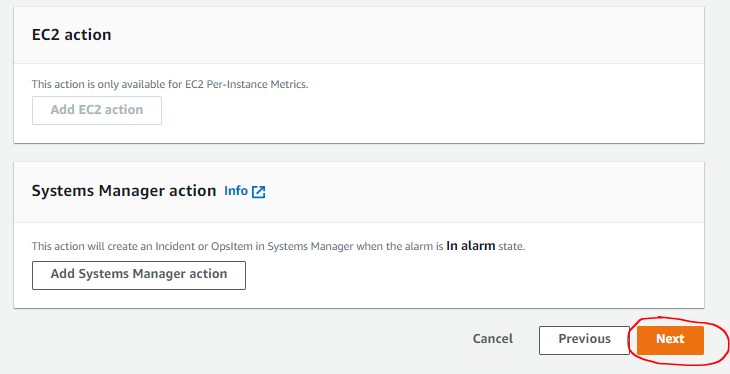 EC2 action
This action is only available for EC2 Per-Instance Metrics.
Add EC2 action
Systems Manager action Info
This action will create an Incident or OpsItem in Systems Manager when the alarm is In alarm state.
Add Systems Manager action
Cancel Previous Next